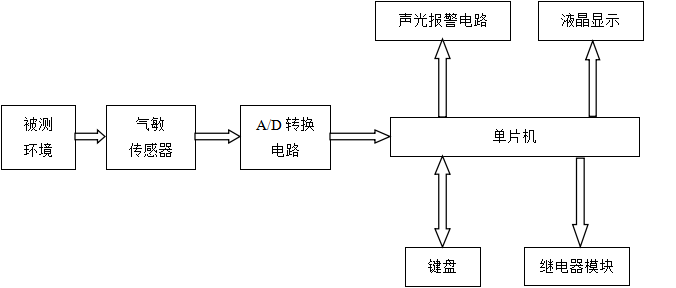 声光报警电路
液晶显示
被测
环境
气敏
传感器
A/D 转换
电路
单片机
键盘
继电器模块